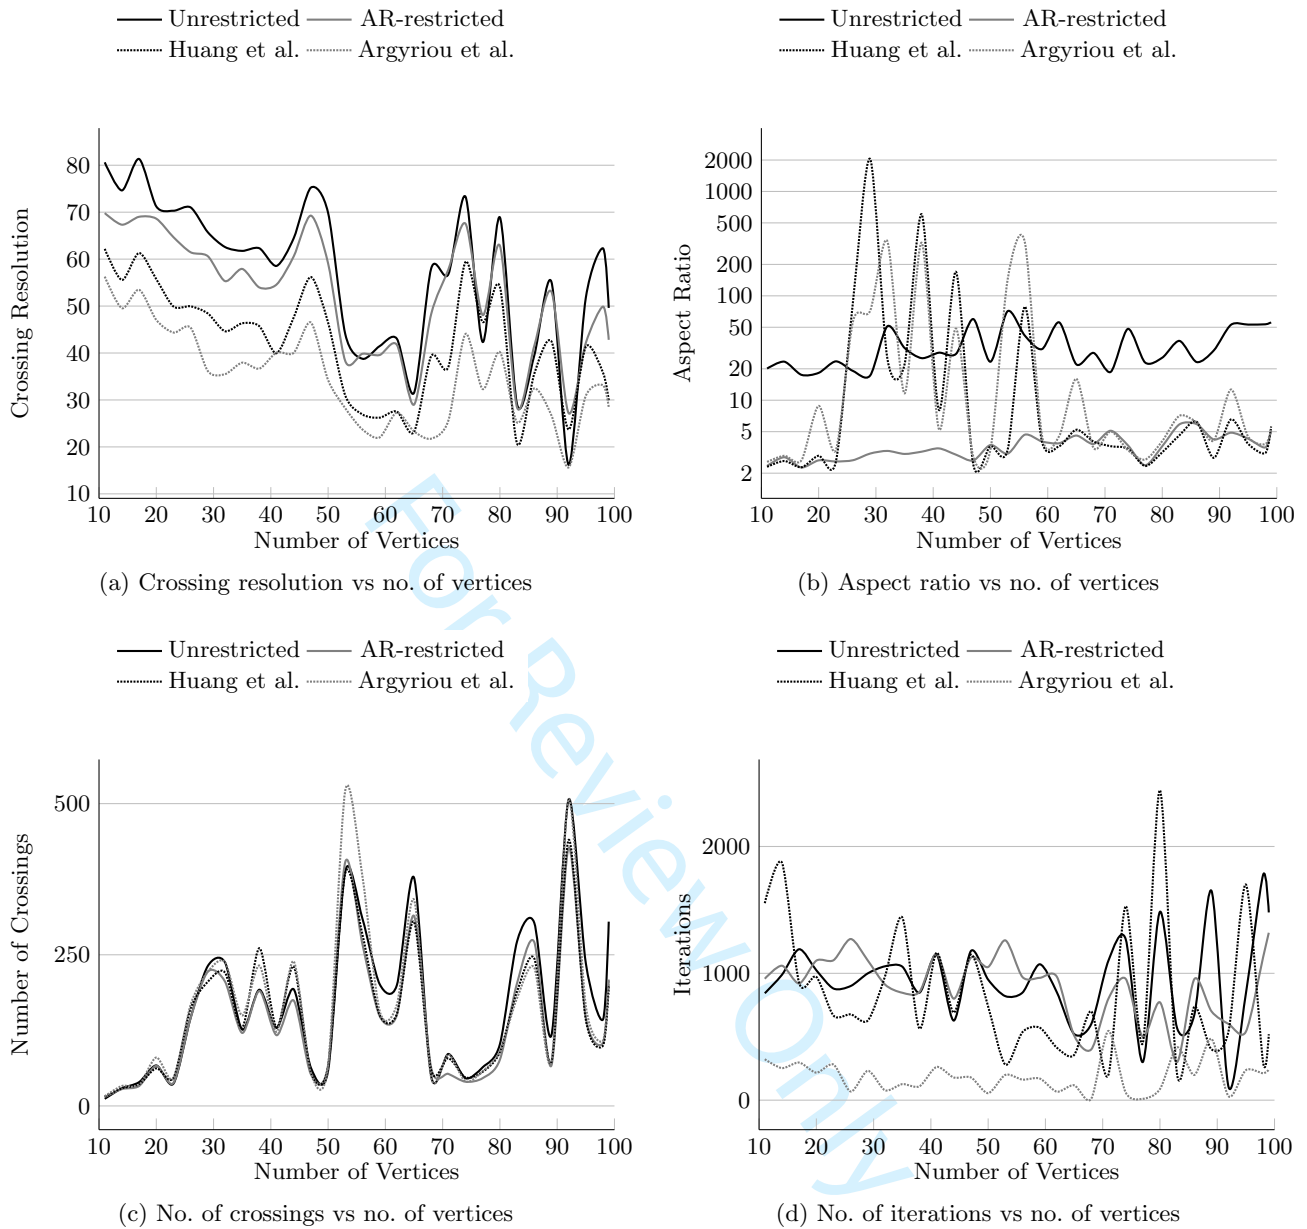 Unrestricted AR-restricted
Huang et al. Argyriou et al.
Crossing Resolution
80
70
60
50
40
30
20
10
10 20 30 40 50 60 70 80 90 100
Number of Vertices
(a) Crossing resolution vs no. of vertices
Unrestricted AR-restricted
Huang et al. Argyriou et al.
Aspect Ratio
2000
1000
500
200
100
50
20
10
5
2
10 20 30 40 50 60 70 80 90 100
Number of Vertices
(b) Aspect ratio vs no. of vertices
Unrestricted AR-restricted
Huang et al. Argyriou et al.
Number of Crossings
500
250
0
10 20 30 40 50 60 70 80 90 100
Number of Vertices
(c) No. of crossings vs no. of vertices
Unrestricted AR-restricted
Huang et al. Argyriou et al.
Iterations
2000
1000
0
10 20 30 40 50 60 70 80 90 100
Number of Vertices
(d) No. of iterations vs no. of vertices
For Review Only